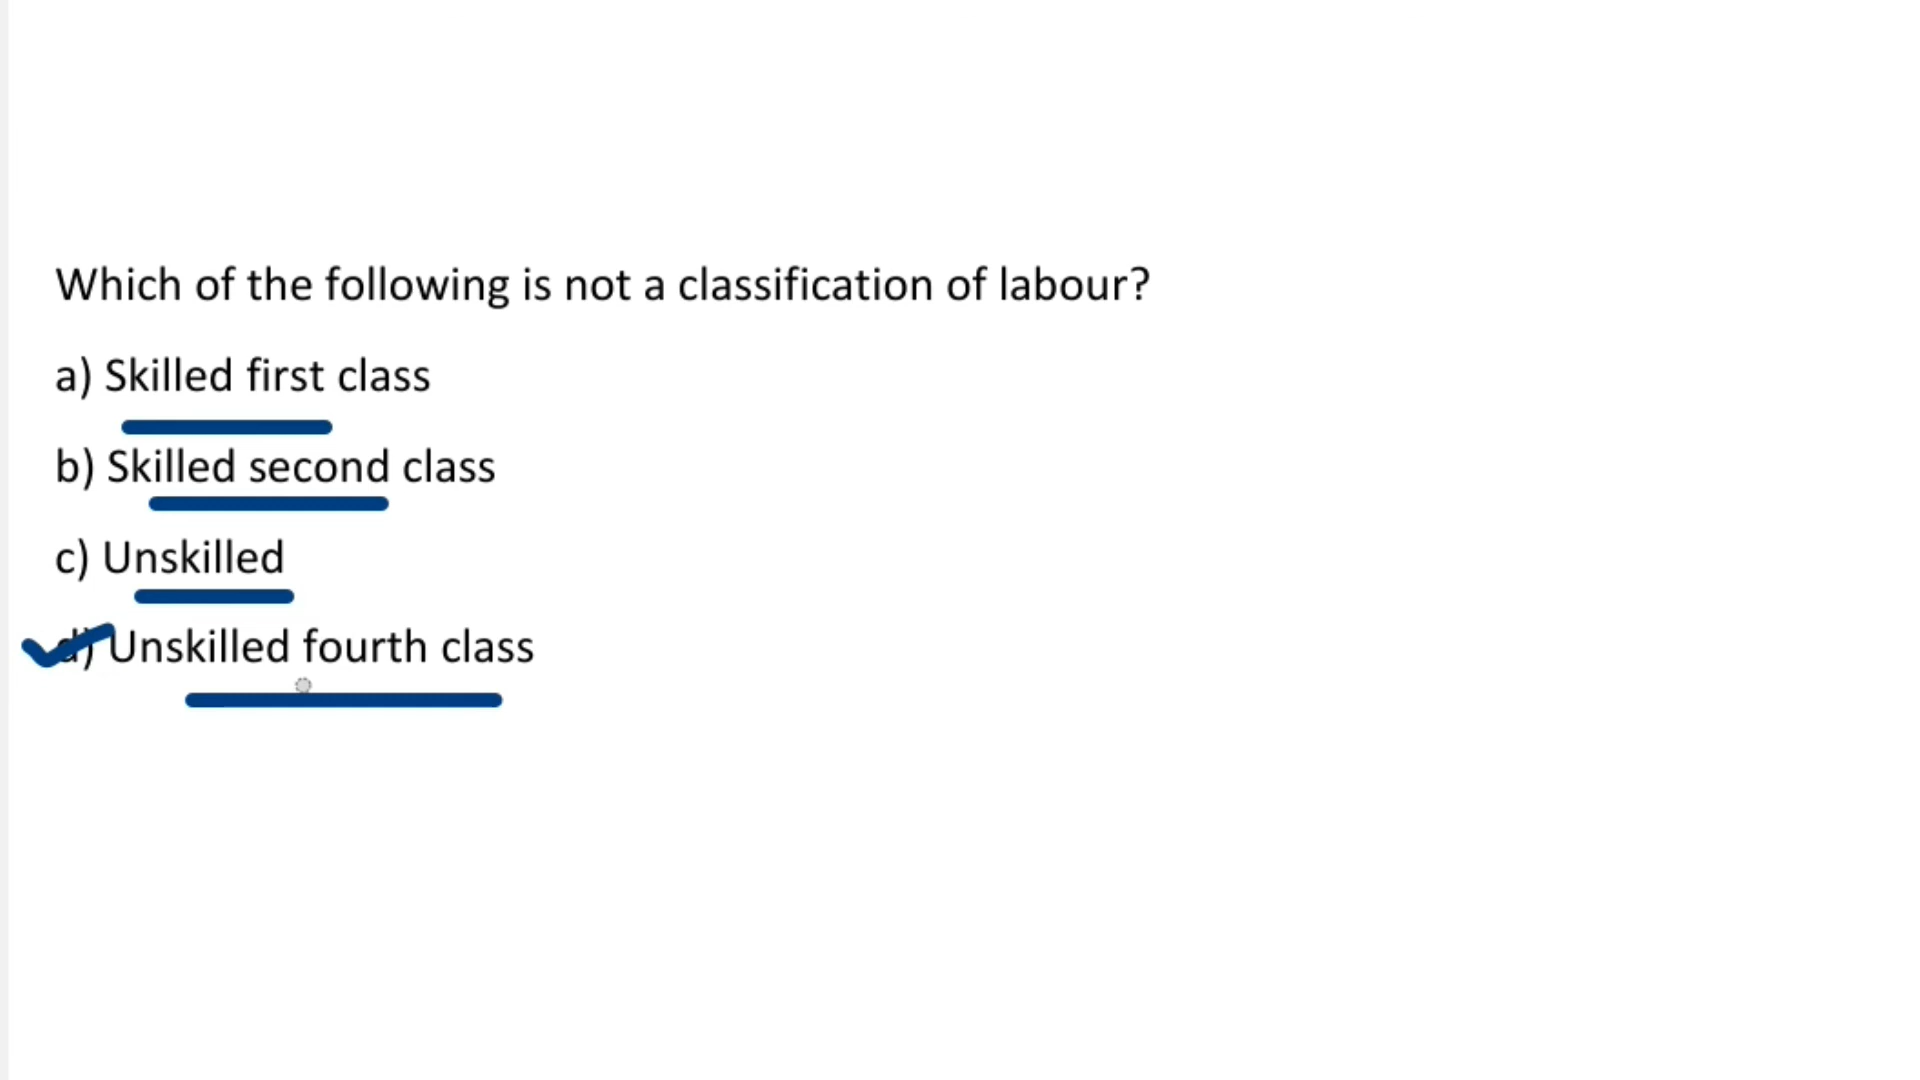 Which of the following is not a classification of labour?
a) Skilled first class
b) Skilled second class
c) Unskilled
d) Unskilled fourth class